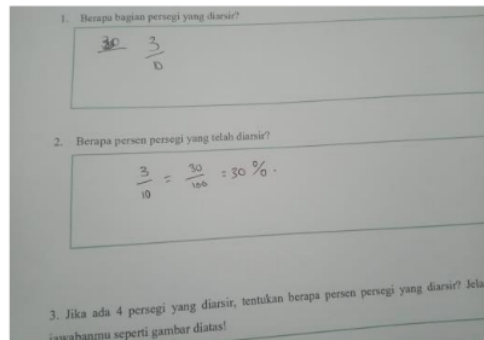 1. Berapa bagian persegi yang diarsir?
3/10
2. Berapa persen persegi yang telah diarsir?
3/10 = 30/100 = 30 %.
3. Jika ada 4 persegi yang diarsir, tentukan berapa persen persegi yang diarsir? Jela
jawabanmu seperti gambar diatas!